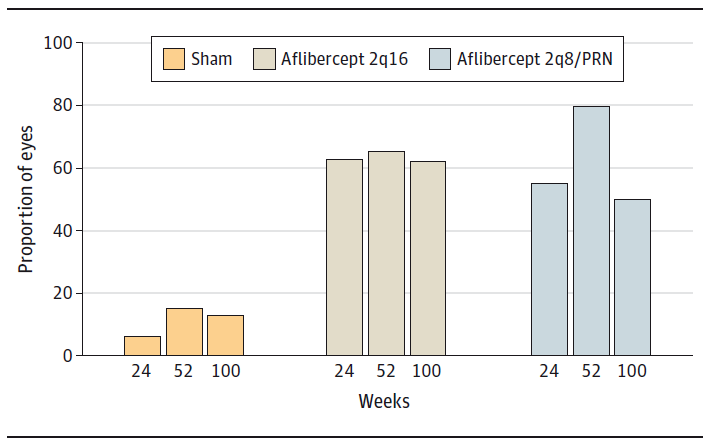 100
80
60
40
20
0
Proportion of eyes
Sham Aflibercept 2q16 Aflibercept 2q8/PRN
24 52 100 24 52 100 24 52 100
Weeks